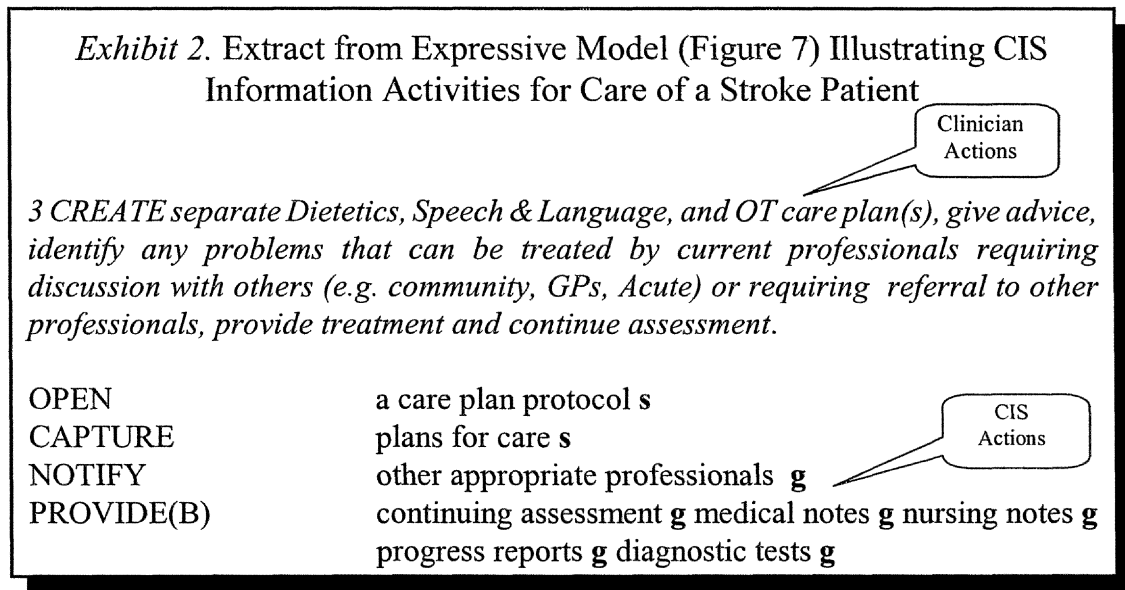 Exhibit 2. Extract from Expressive Model (Figure 7) Illustrating CIS
Information Activities for Care of a Stroke Patient
Clinician
Actions
3 CREATE separate Dietetics, Speech & Language, and OT care plan(s), give advice,
identify any problems that can be treated by current professionals requiring
discussion with others (e.g. community, GPs, Acute) or requiring referral to other
professionals, provide treatment and continue assessment.
OPEN a care plan protocol s
CAPTURE plans for care s
CIS
Actions
NOTIFY other appropriate professionals g
PROVIDE(B) continuing assessment g medical notes g nursing notes g
progress reports g diagnostic tests g